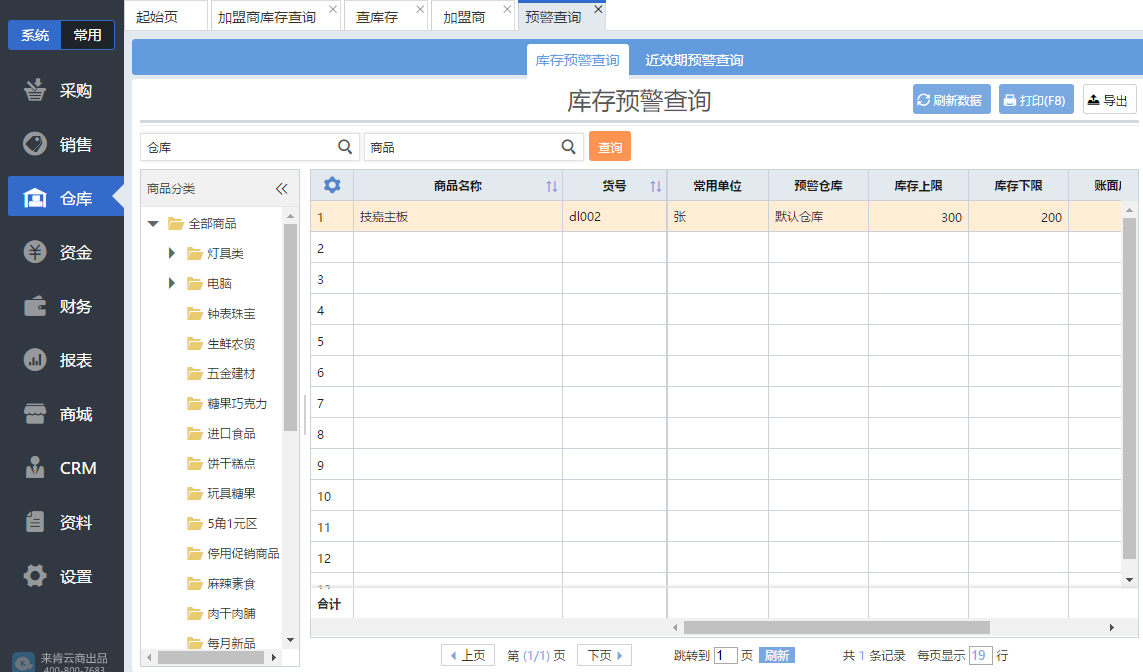 系统 常用
采购
销售
仓库
资金
财务
报表
商城
CRM
资料
设置
来肯云商出品
400-800-7683
起始页 加盟商库存查询 查库存 加盟商 预警查询
库存预警查询 近效期预警查询
库存预警查询
刷新数据 打印(F8) 导出
仓库 商品 查询
商品分类
全部商品
灯具类
电脑
钟表珠宝
生鲜农贸
五金建材
糖果巧克力
进口食品
饼干糕点
玩具糖果
5角1元区
停用促销商品
麻辣素食
肉干肉脯
每月新品
商品名称 货号 常用单位 预警仓库 库存上限 库存下限 账面
1 技嘉主板 dl002 张 默认仓库 300 200
2
3
4
5
6
7
8
9
10
11
12
合计
上页 第 (1/1) 页 下页 跳转到 1 页 刷新 共 1 条记录 每页显示 19 行